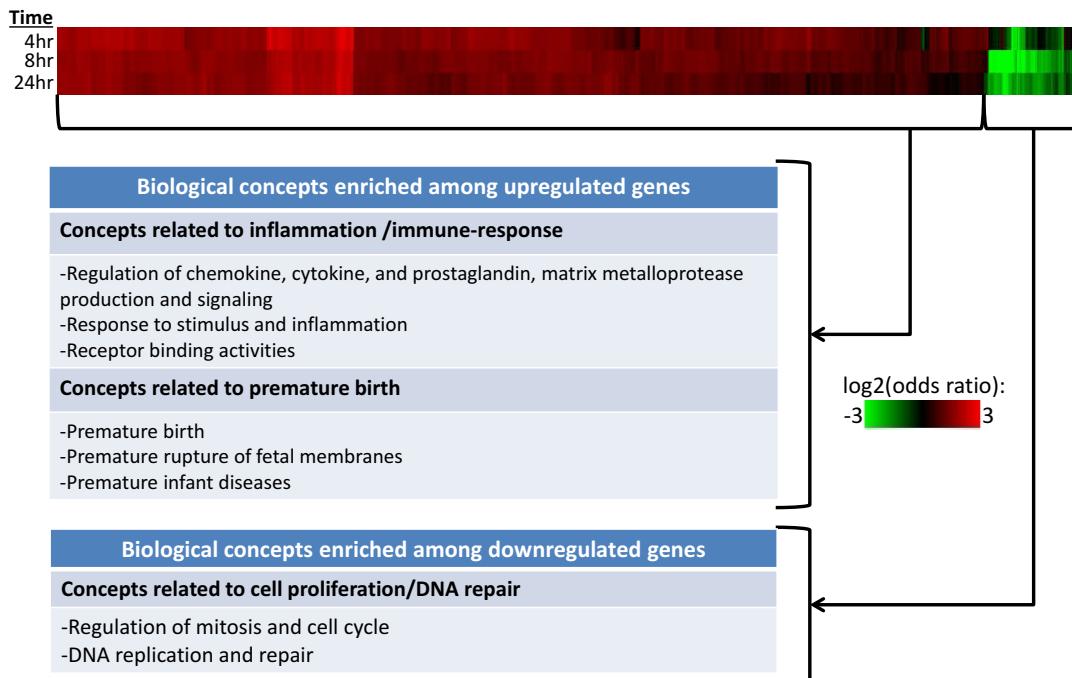 Time
4hr
8hr
24hr
Biological concepts enriched among upregulated genes
Concepts related to inflammation /immune-response
-Regulation of chemokine, cytokine, and prostaglandin, matrix metalloprotease
production and signaling
-Response to stimulus and inflammation
-Receptor binding activities
Concepts related to premature birth
-Premature birth
-Premature rupture of fetal membranes
-Premature infant diseases
log2(odds ratio):
-3 3
Biological concepts enriched among downregulated genes
Concepts related to cell proliferation/DNA repair
-Regulation of mitosis and cell cycle
-DNA replication and repair